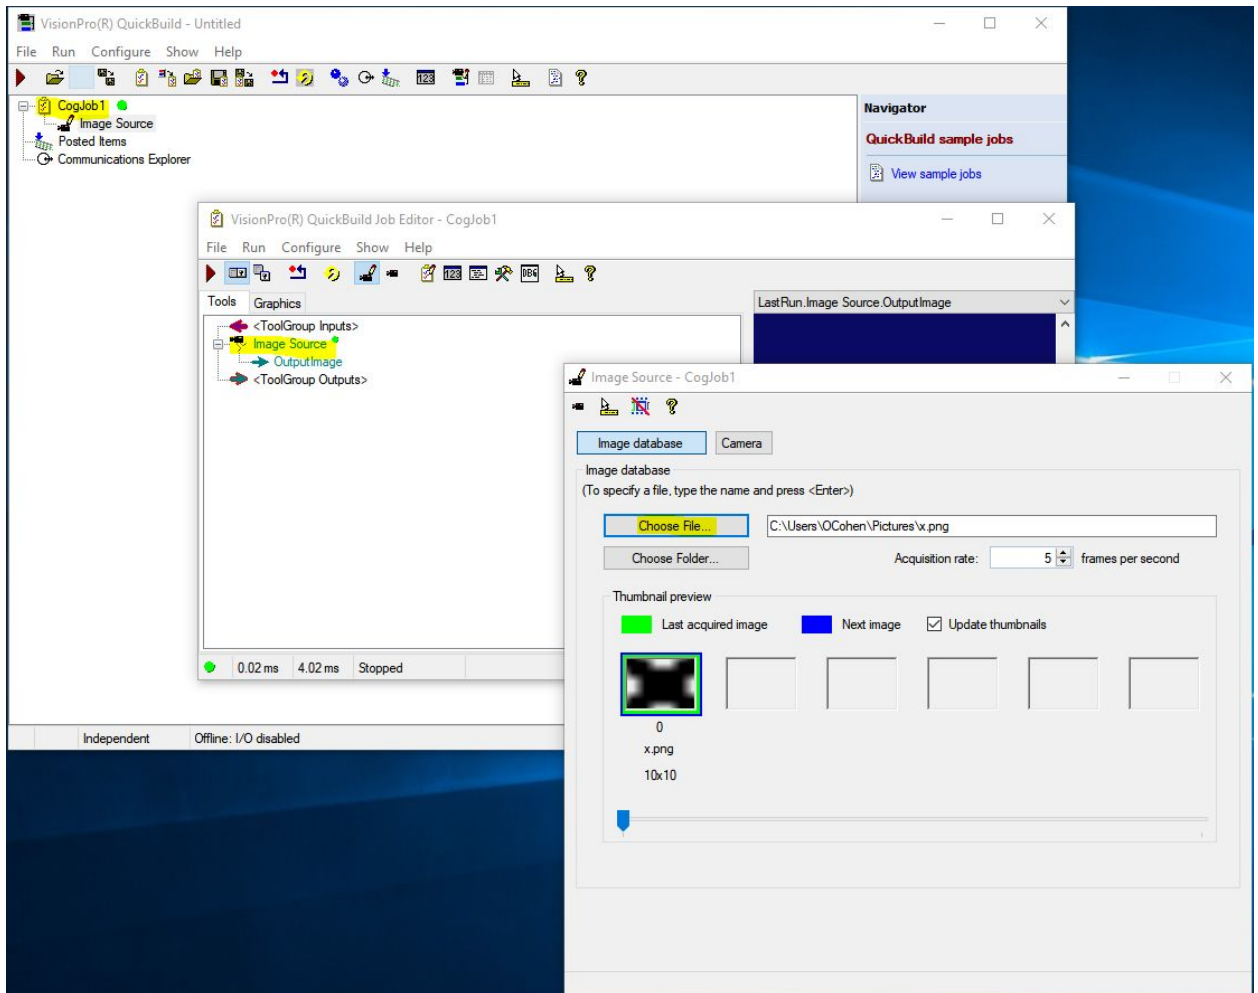 VisionPro(R) QuickBuild - Untitled
File Run Configure Show Help
123
CogJob1
Image Source
Posted Items
Communications Explorer
Navigator
QuickBuild sample jobs
View sample jobs
VisionPro(R) QuickBuild Job Editor - CogJob1
File Run Configure Show Help
123 DBG
Tools Graphics
LastRun.Image Source.OutputImage
<ToolGroup Inputs>
Image Source
OutputImage
<ToolGroup Outputs>
Image Source - CogJob1
Image database Camera
Image database
(To specify a file, type the name and press <Enter>)
Choose File... C:\Users\OCohen\Pictures\x.png
Choose Folder... Acquisition rate: 5 frames per second
Thumbnail preview
Last acquired image Next image Update thumbnails
0
x.png
10x10
0.02 ms 4.02 ms Stopped
Independent Offline: I/O disabled